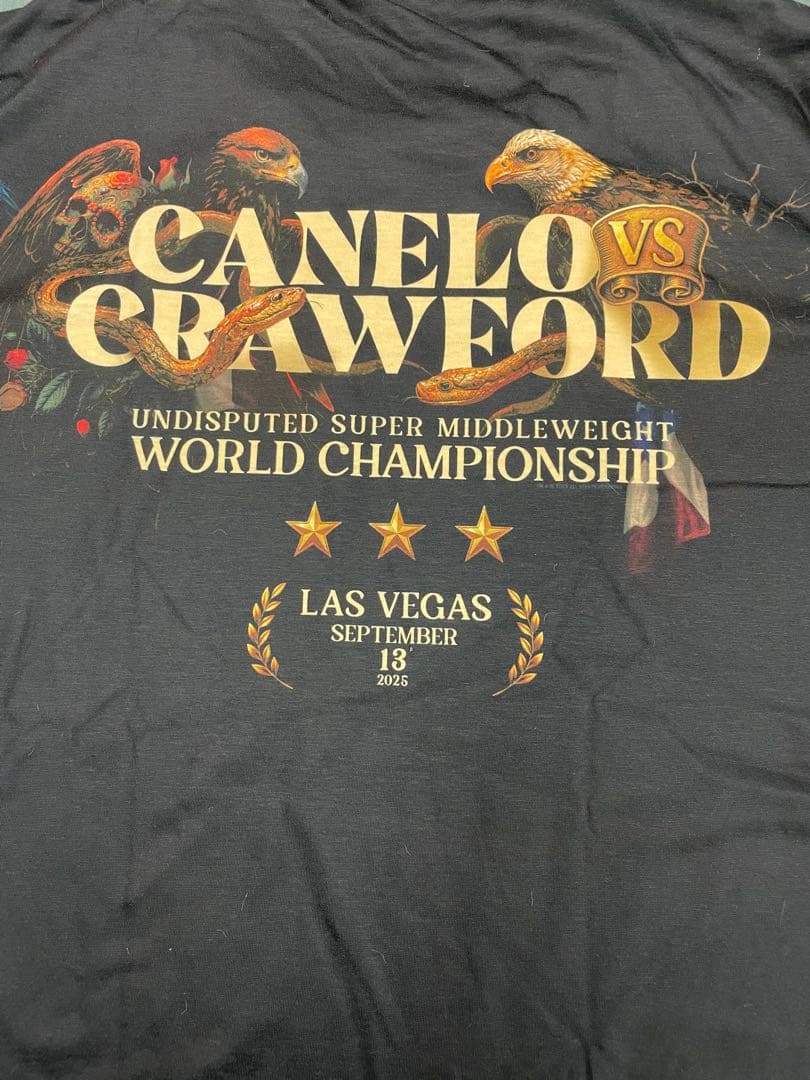 CANELO VS
CRAWFORD
UNDISPUTED SUPER MIDDLEWEIGHT
WORLD CHAMPIONSHIP
LAS VEGAS
SEPTEMBER
13
2025